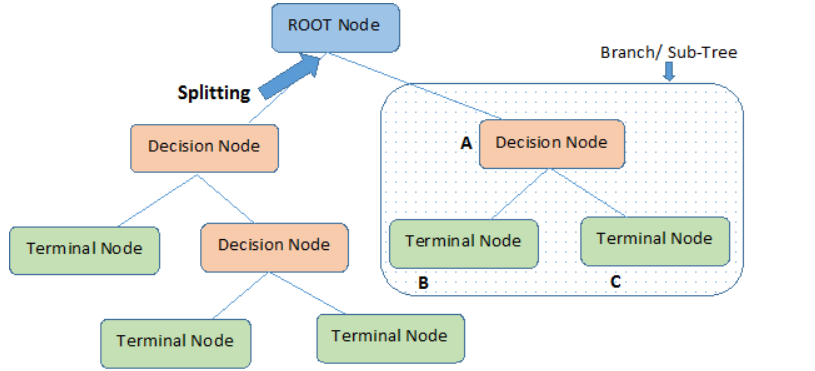 ROOT Node
Branch/ Sub-Tree
Splitting
Decision Node
A
Decision Node
Terminal Node
Decision Node
Terminal Node
Terminal Node
B
C
Terminal Node
Terminal Node